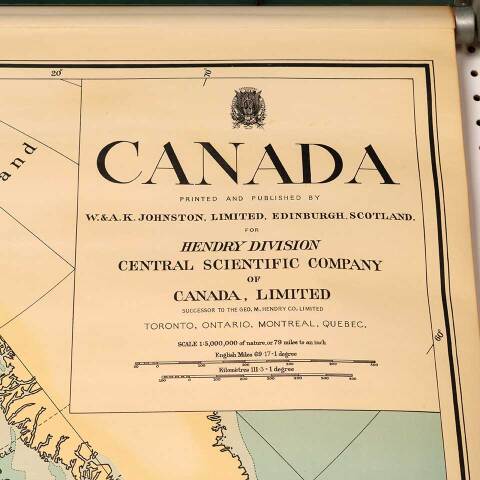 20°
70
and
CANADA
PRINTED AND PUBLISHED BY
W. & A.K. JOHNSTON, LIMITED, EDINBURGH, SCOTLAND,
FOR
HENDRY DIVISION
CENTRAL SCIENTIFIC COMPANY
OF
CANADA, LIMITED
SUCCESSOR TO THE GEO. M. HENDRY CO. LIMITED
TORONTO, ONTARIO, MONTREAL, QUEBEC,
SCALE 1:5,000,000 of nature, or 79 miles to an inch
English Miles 69·17=1 degree
Kilomètres 111·3=1 degree
60°
CLE